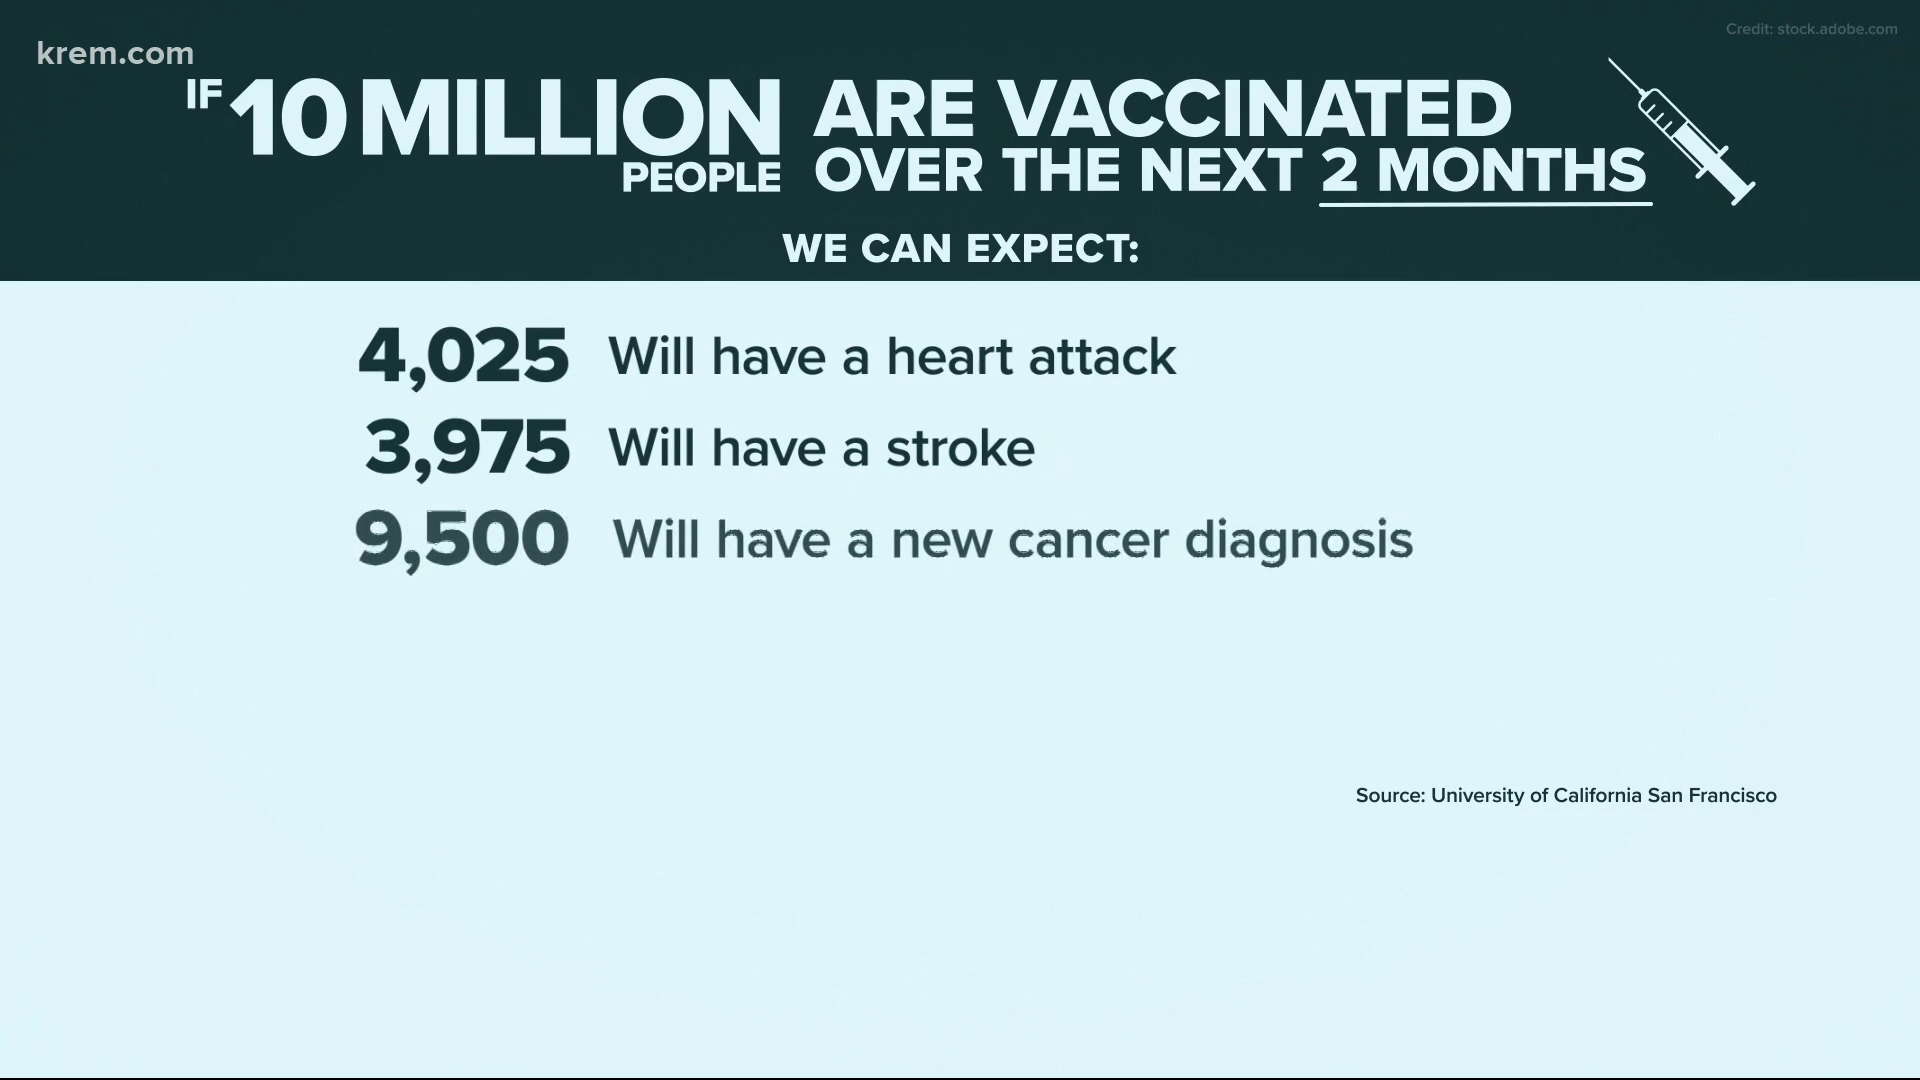 krem.com
Credit: stock.adobe.com
IF 10 MILLION
PEOPLE
ARE VACCINATED
OVER THE NEXT 2 MONTHS
WE CAN EXPECT:
4,025 Will have a heart attack
3,975 Will have a stroke
9,500 Will have a new cancer diagnosis
Source: University of California San Francisco